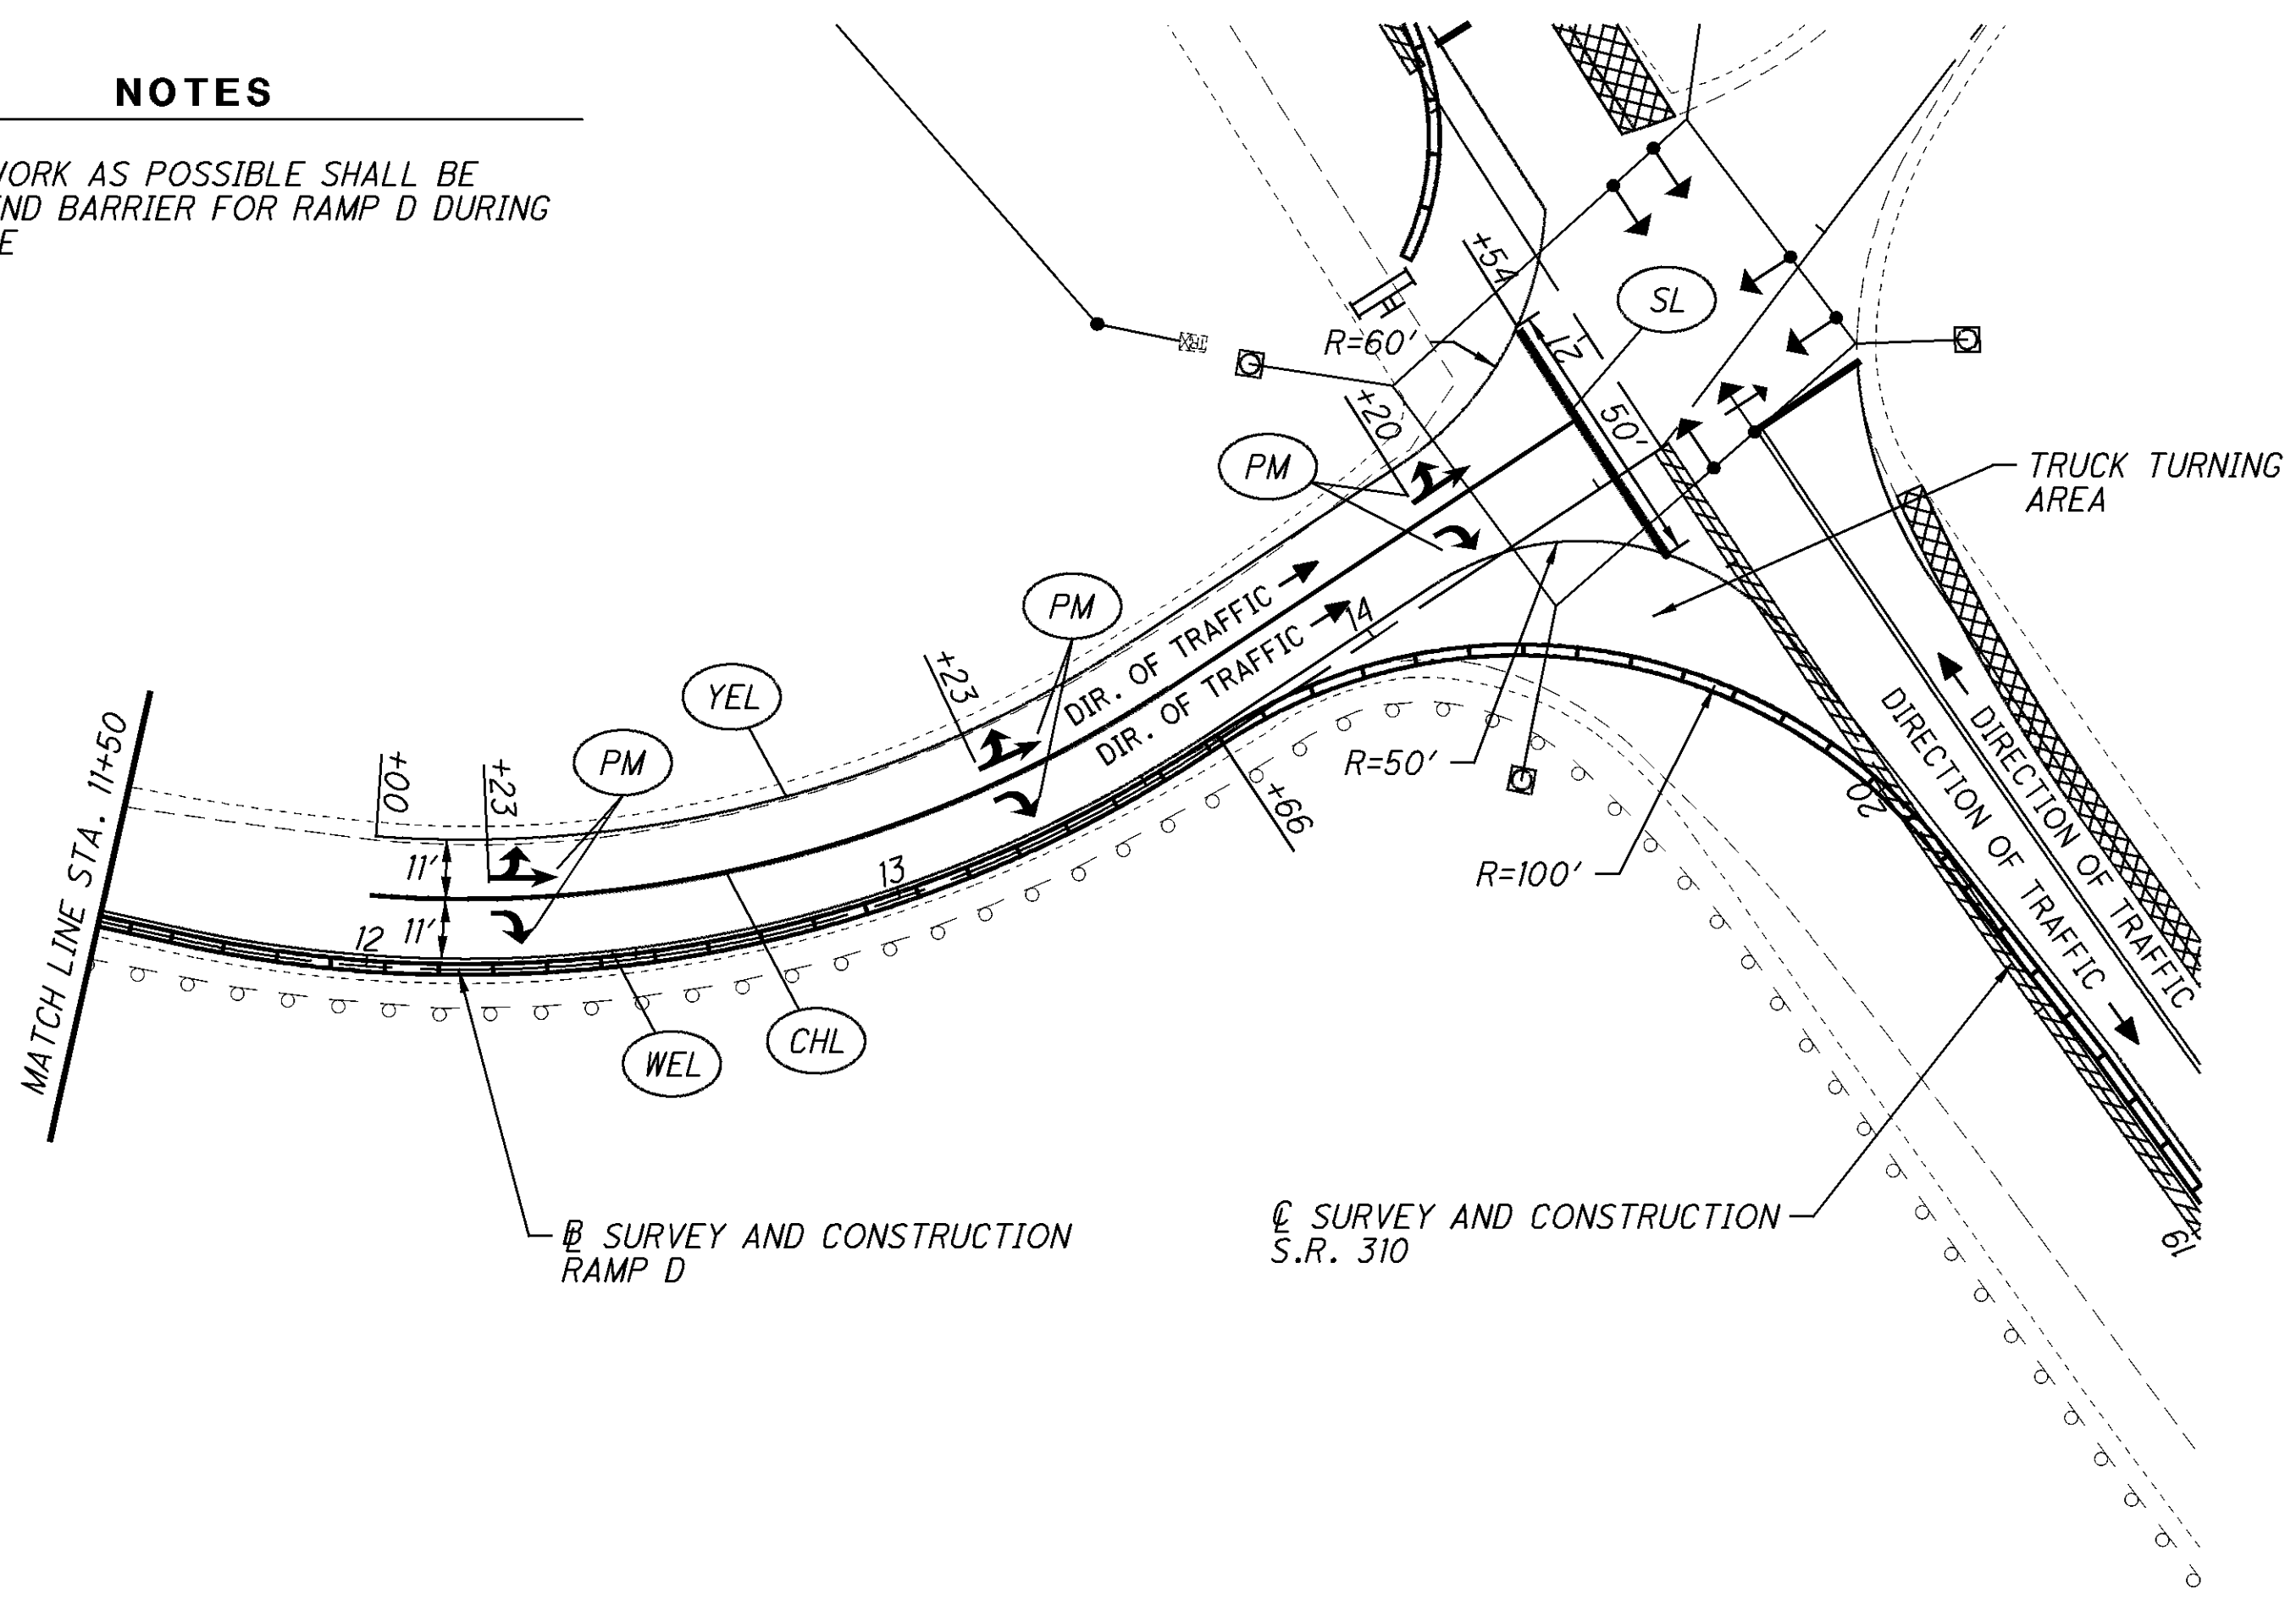 NOTES
WORK AS POSSIBLE SHALL BE
END BARRIER FOR RAMP D DURING
E
+54
SL
R=60'
21
+20
50'
PM
TRUCK TURNING
AREA
PM
14
DIR. OF TRAFFIC
DIR. OF TRAFFIC
+23
YEL
PM
MATCH LINE STA. 11+50
+00
+23
R=50'
+66
20
DIRECTION OF TRAFFIC
DIRECTION OF TRAFFIC
11'
13
R=100'
11'
12
CHL
WEL
℄ SURVEY AND CONSTRUCTION
S.R. 310
SURVEY AND CONSTRUCTION
RAMP D
19